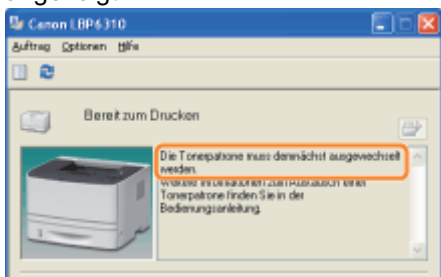 Canon LBP6310
Auftrag Optionen Hilfe
Bereit zum Drucken
Die Tonerpatrone muss demnächst ausgewechselt
werden.
Weitere Informationen zum Austausch einer
Tonerpatrone finden Sie in der
Bedienungsanleitung.